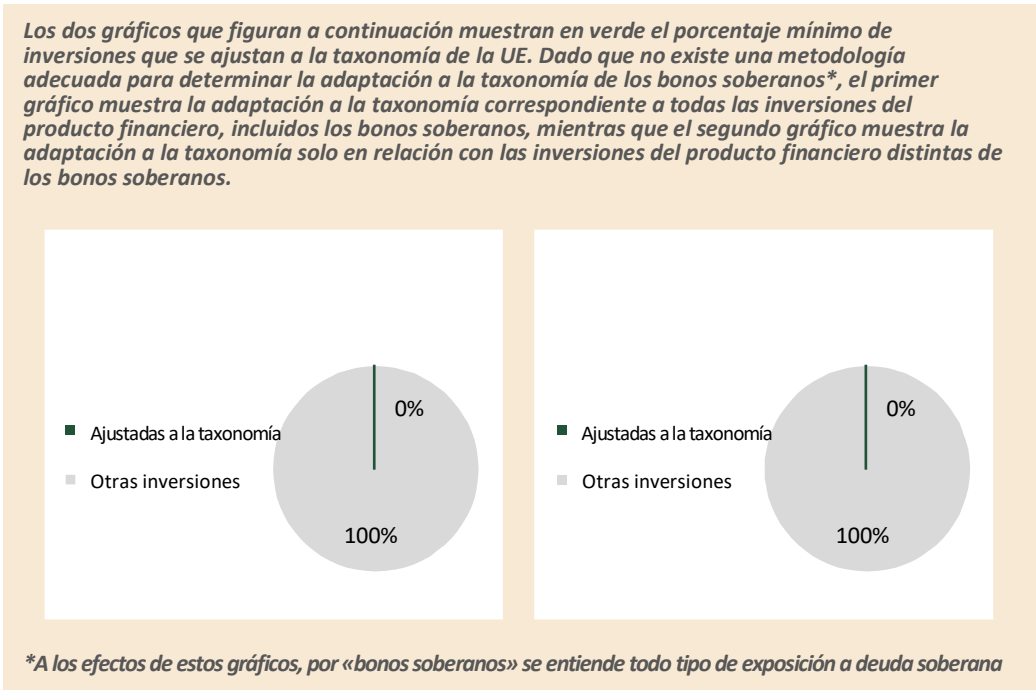 Los dos gráficos que figuran a continuación muestran en verde el porcentaje mínimo de
inversiones que se ajustan a la taxonomía de la UE. Dado que no existe una metodología
adecuada para determinar la adaptación a la taxonomía de los bonos soberanos*, el primer
gráfico muestra la adaptación a la taxonomía correspondiente a todas las inversiones del
producto financiero, incluidos los bonos soberanos, mientras que el segundo gráfico muestra la
adaptación a la taxonomía solo en relación con las inversiones del producto financiero distintas de
los bonos soberanos.
0%
Ajustadas a la taxonomía
Otras inversiones
100%
0%
Ajustadas a la taxonomía
Otras inversiones
100%
*A los efectos de estos gráficos, por «bonos soberanos» se entiende todo tipo de exposición a deuda soberana